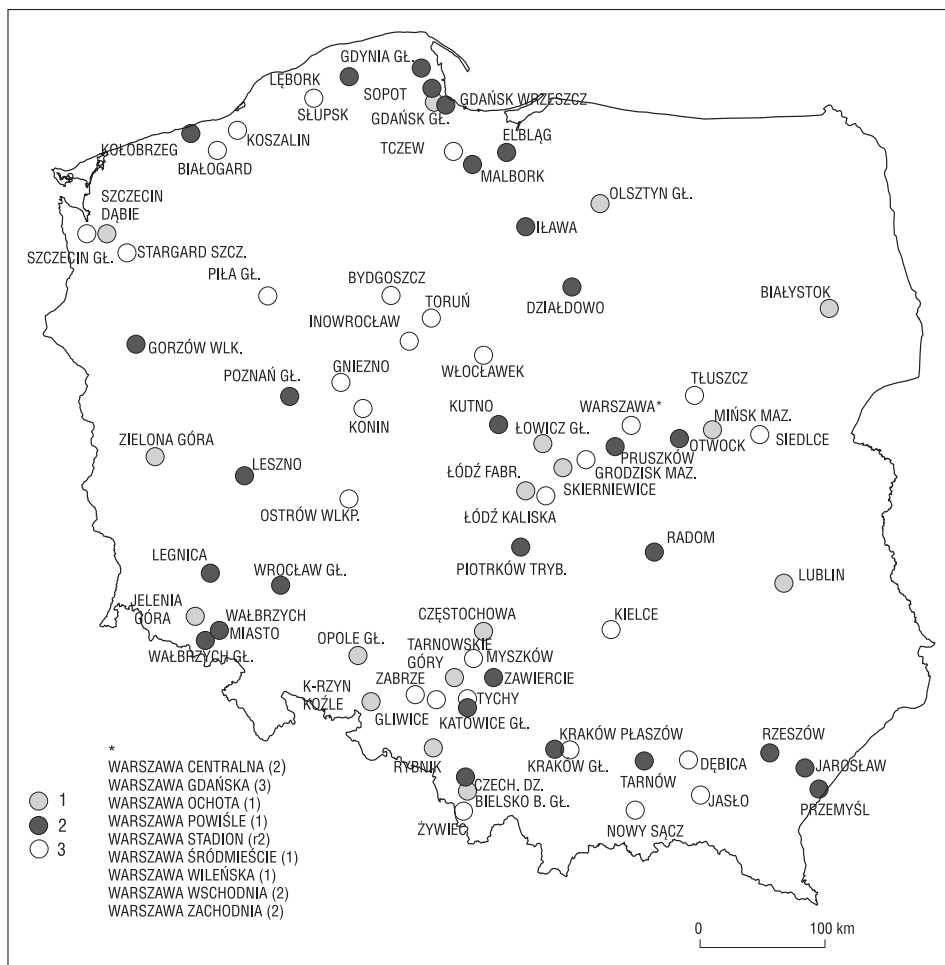 GDYNIA GŁ.
LĘBORK
SOPOT
GDAŃSK WRZESZCZ
SŁUPSK
GDAŃSK GŁ.
ELBLĄG
KOSZALIN
KOŁOBRZEG
TCZEW
BIAŁOGARD
MALBORK
SZCZECIN
DĄBIE
OLSZTYN GŁ.
IŁAWA
SZCZECIN GŁ.
STARGARD SZCZ.
PIŁA GŁ.
BYDGOSZCZ
TORUŃ
DZIAŁDOWO
BIAŁYSTOK
INOWROCŁAW
GORZÓW WLK.
GNIEZNO
WŁOCŁAWEK
POZNAŃ GŁ.
TŁUSZCZ
KONIN
KUTNO
WARSZAWA*
MIŃSK MAZ.
ZIELONA GÓRA
ŁOWICZ GŁ.
OTWOCK
SIEDLCE
PRUSZKÓW
LESZNO
ŁÓDŹ FABR.
GRODZISK MAZ.
SKIERNIEWICE
OSTRÓW WLKP.
ŁÓDŹ KALISKA
RADOM
LEGNICA
WROCŁAW GŁ.
PIOTRKÓW TRYB.
LUBLIN
JELENIA
GÓRA
WAŁBRZYCH
MIASTO
CZĘSTOCHOWA
KIELCE
WAŁBRZYCH GŁ.
OPOLE GŁ.
TARNOWSKIE
GÓRY
MYSZKÓW
ZABRZE
ZAWIERCIE
K-RZYN
KOŹLE
TYCHY
GLIWICE
KATOWICE GŁ.
KRAKÓW PŁASZÓW
RZESZÓW
RYBNIK
KRAKÓW GŁ.
DĘBICA
JAROSŁAW
CZECH. DZ.
TARNÓW
BIELSKO B. GŁ.
JASŁO
PRZEMYŚL
ŻYWIEC
NOWY SĄCZ
*
WARSZAWA CENTRALNA (2)
WARSZAWA GDAŃSKA (3)
WARSZAWA OCHOTA (1)
WARSZAWA POWIŚLE (1)
WARSZAWA STADION (r2)
WARSZAWA ŚRÓDMIEŚCIE (1)
WARSZAWA WILEŃSKA (1)
WARSZAWA WSCHODNIA (2)
WARSZAWA ZACHODNIA (2)
1
2
3
0 100 km